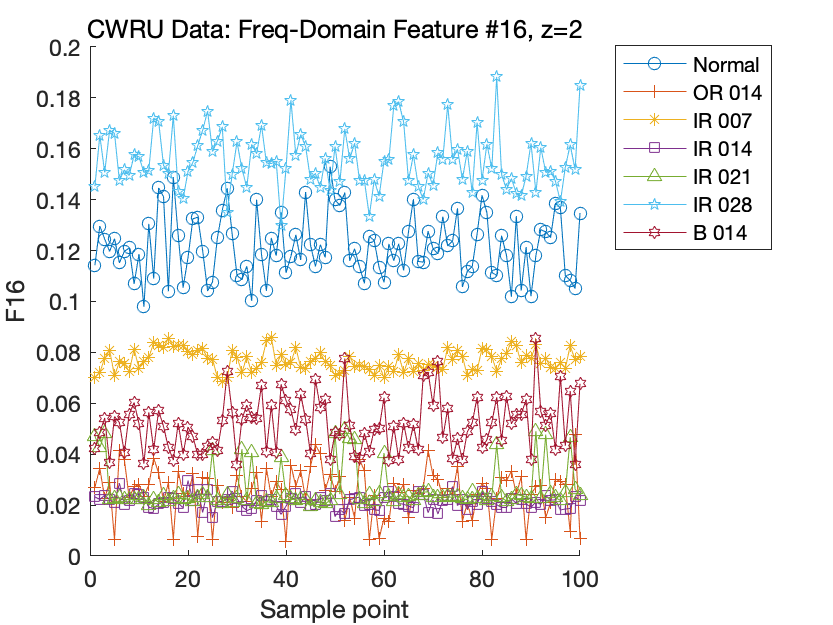 CWRU Data: Freq-Domain Feature #16, z=2
0.2
0.18
0.16
0.14
0.12
0.1
0.08
0.06
0.04
0.02
0
F16
0 20 40 60 80 100
Sample point
Normal
OR 014
IR 007
IR 014
IR 021
IR 028
B 014